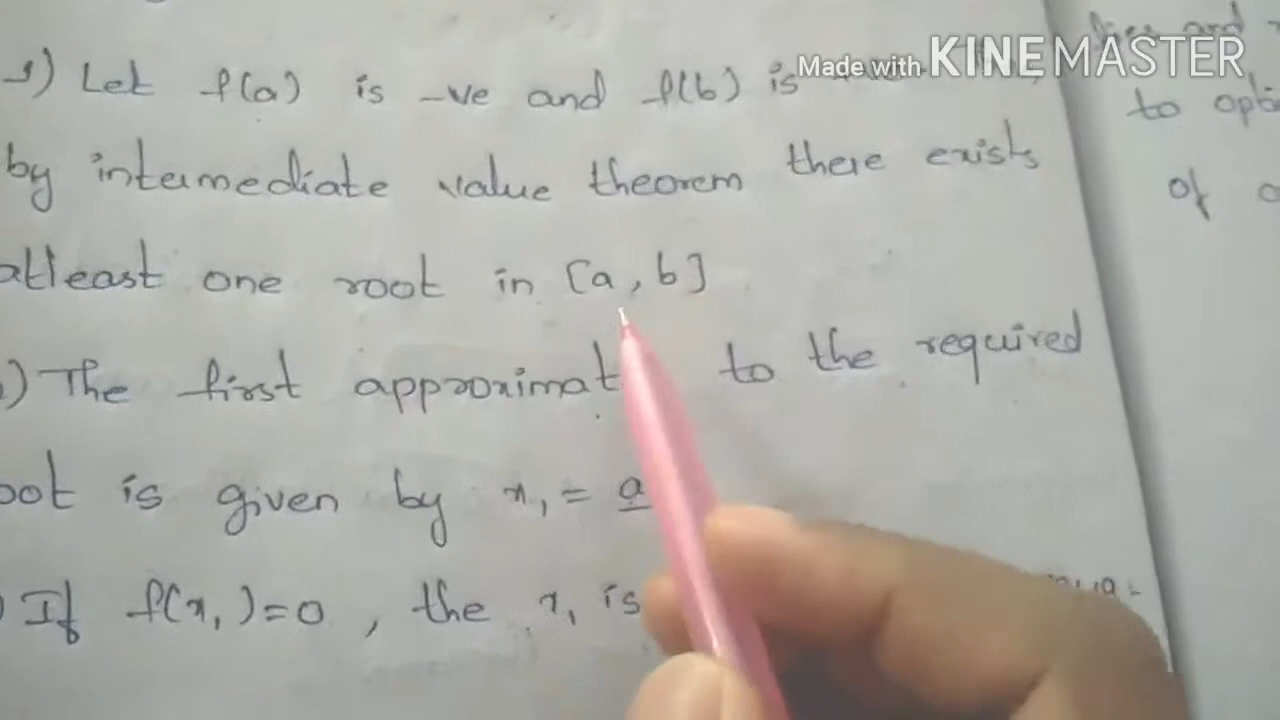 Made with KINEMASTER
1) Let f(a) is -ve and f(b) is
by intermediate value theorem there exists
atleast one root in [a, b]
) The first approximat to the required
oot is given by x₁ = a
) If f(x₁)=0, the x₁ is
to opti
of